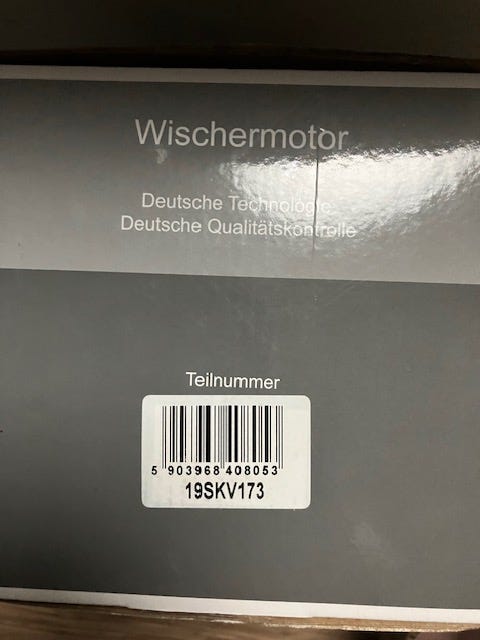 Wischermotor
Deutsche Technologie
Deutsche Qualitätskontrolle
Teilnummer
5 903968 408053
19SKV173